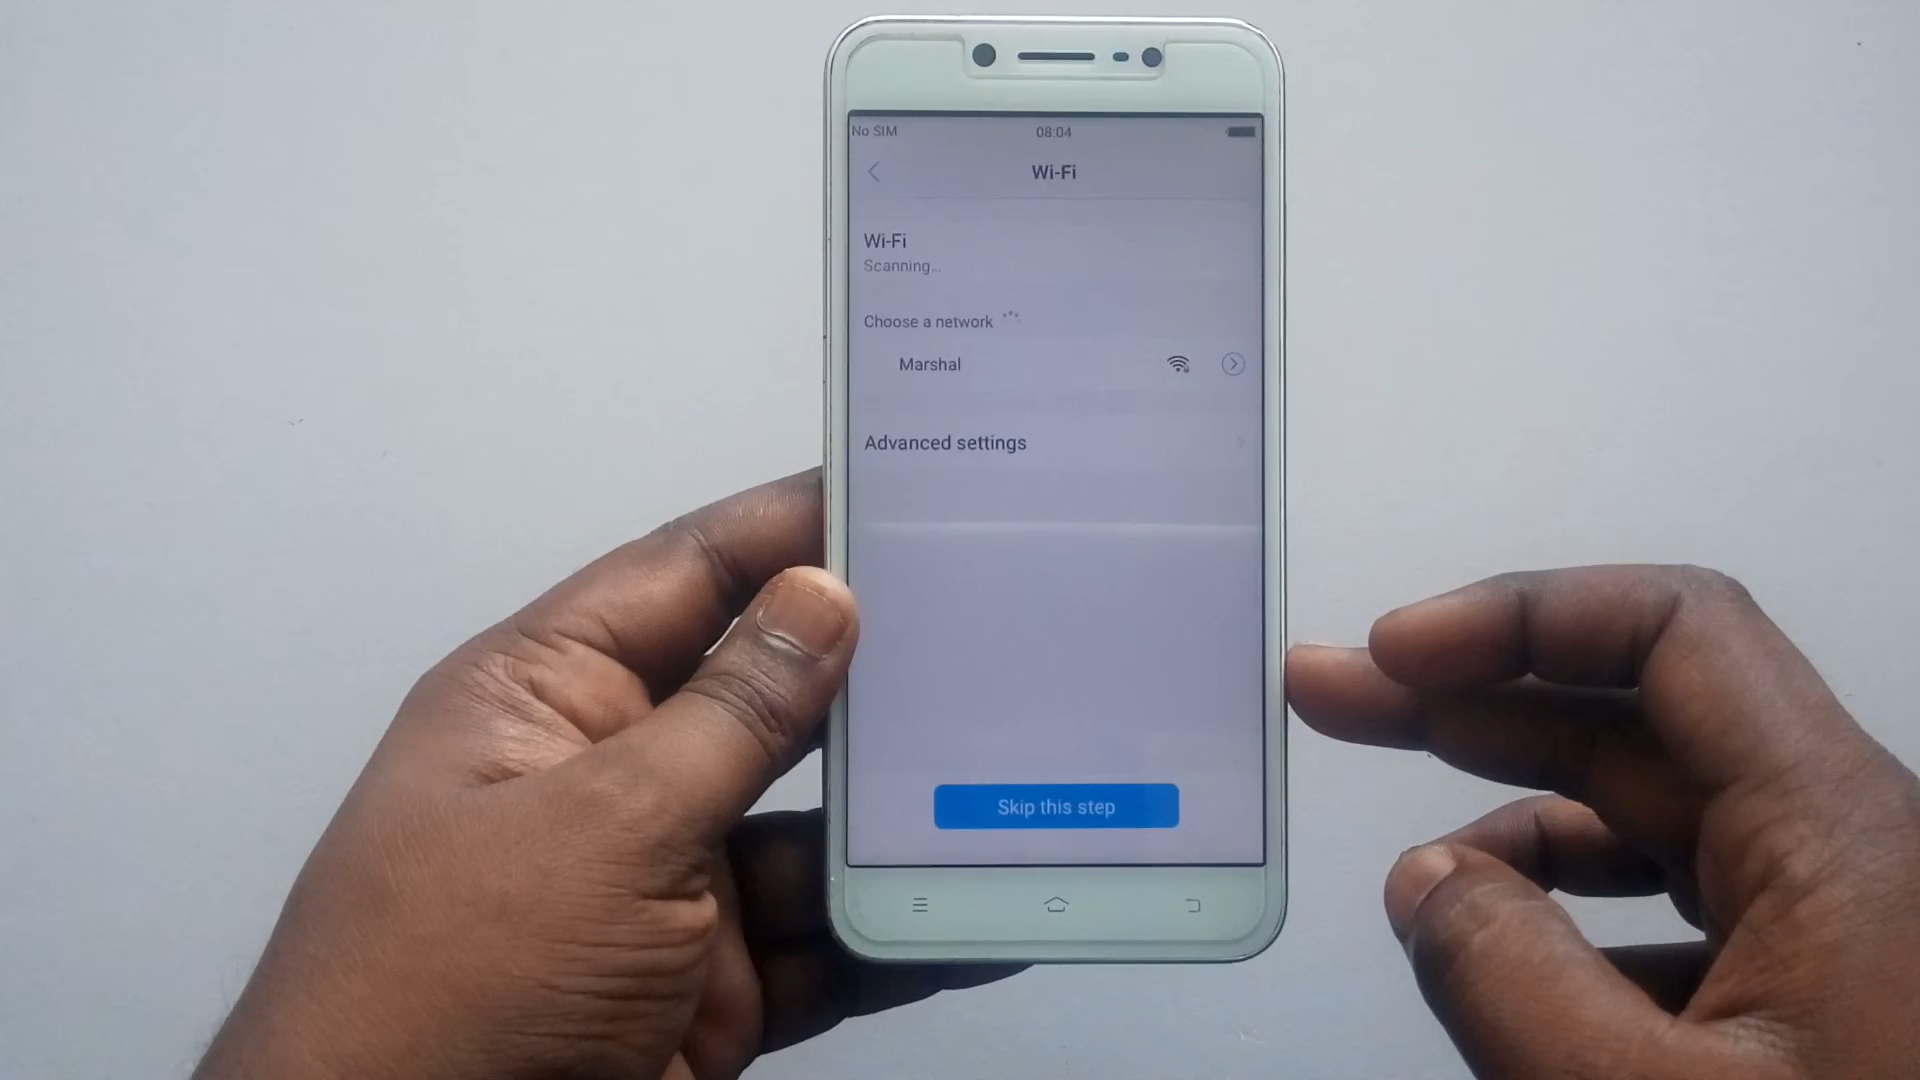 No SIM 08:04
Wi-Fi
Wi-Fi
Scanning...
Choose a network
Marshal
Advanced settings
Skip this step